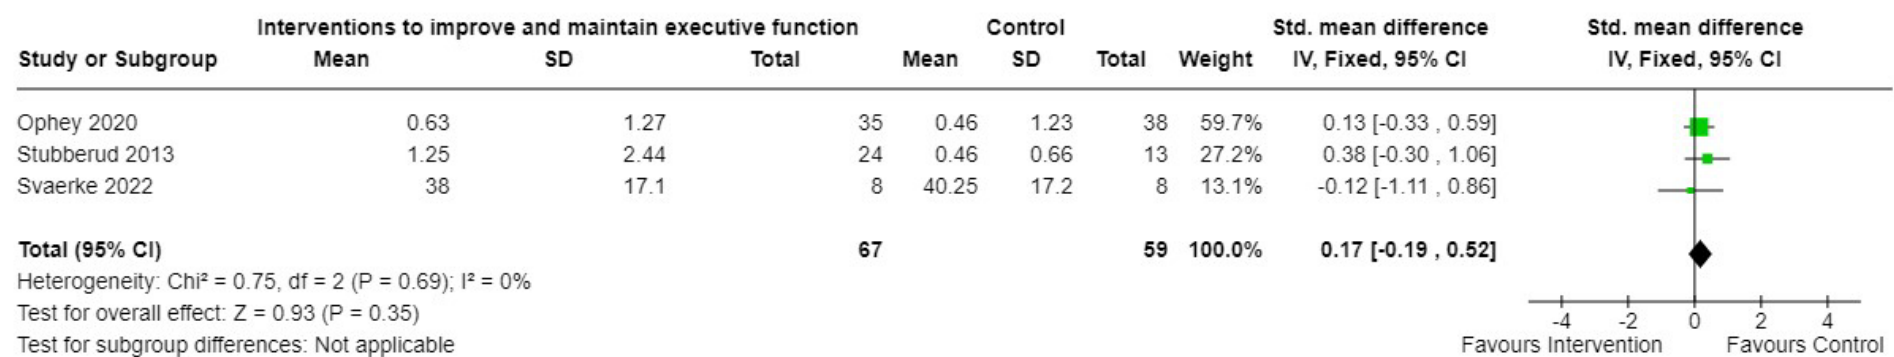 Interventions to improve and maintain executive function Control Std. mean difference Std. mean difference
Study or Subgroup Mean SD Total Mean SD Total Weight IV, Fixed, 95% CI IV, Fixed, 95% CI
Ophey 2020 0.63 1.27 35 0.46 1.23 38 59.7% 0.13 [-0.33 , 0.59]
Stubberud 2013 1.25 2.44 24 0.46 0.66 13 27.2% 0.38 [-0.30 , 1.06]
Svaerke 2022 38 17.1 8 40.25 17.2 8 13.1% -0.12 [-1.11 , 0.86]
Total (95% CI) 67 59 100.0% 0.17 [-0.19 , 0.52]
Heterogeneity: Chi² = 0.75, df = 2 (P = 0.69); I² = 0%
Test for overall effect: Z = 0.93 (P = 0.35)
-4 -2 0 2 4
Test for subgroup differences: Not applicable Favours Intervention Favours Control